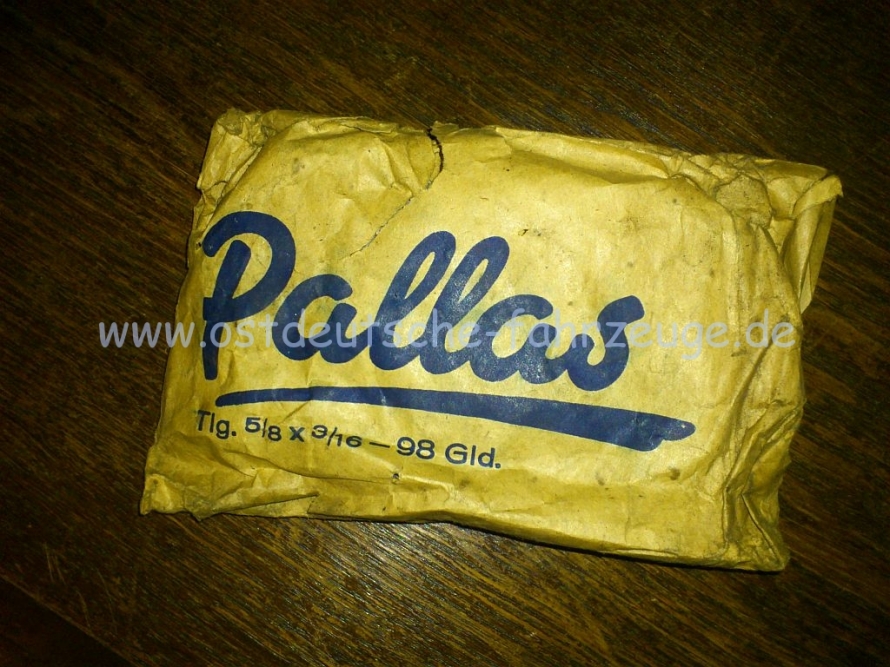 Pallas
www.ostdeutsche-fahrzeuge.de
Tlg. 5/8 x 3/16 — 98 Gld.